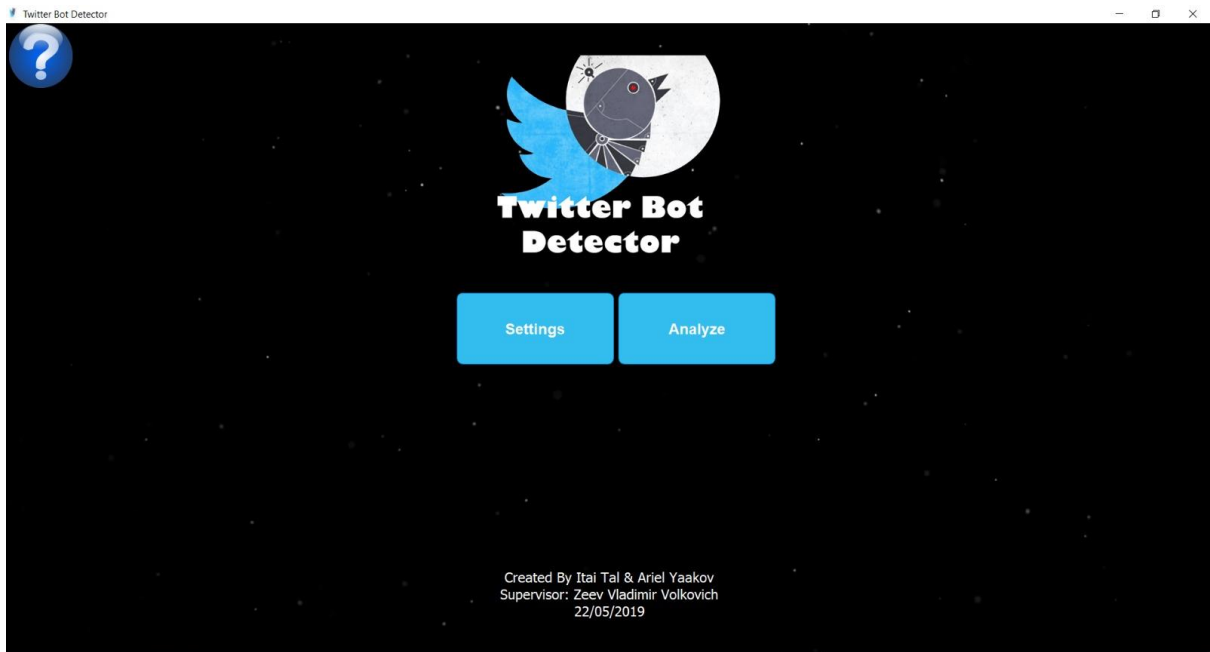 Twitter Bot Detector
?
Twitter Bot
Detector
Settings
Analyze
Created By Itai Tal & Ariel Yaakov
Supervisor: Zeev Vladimir Volkovich
22/05/2019